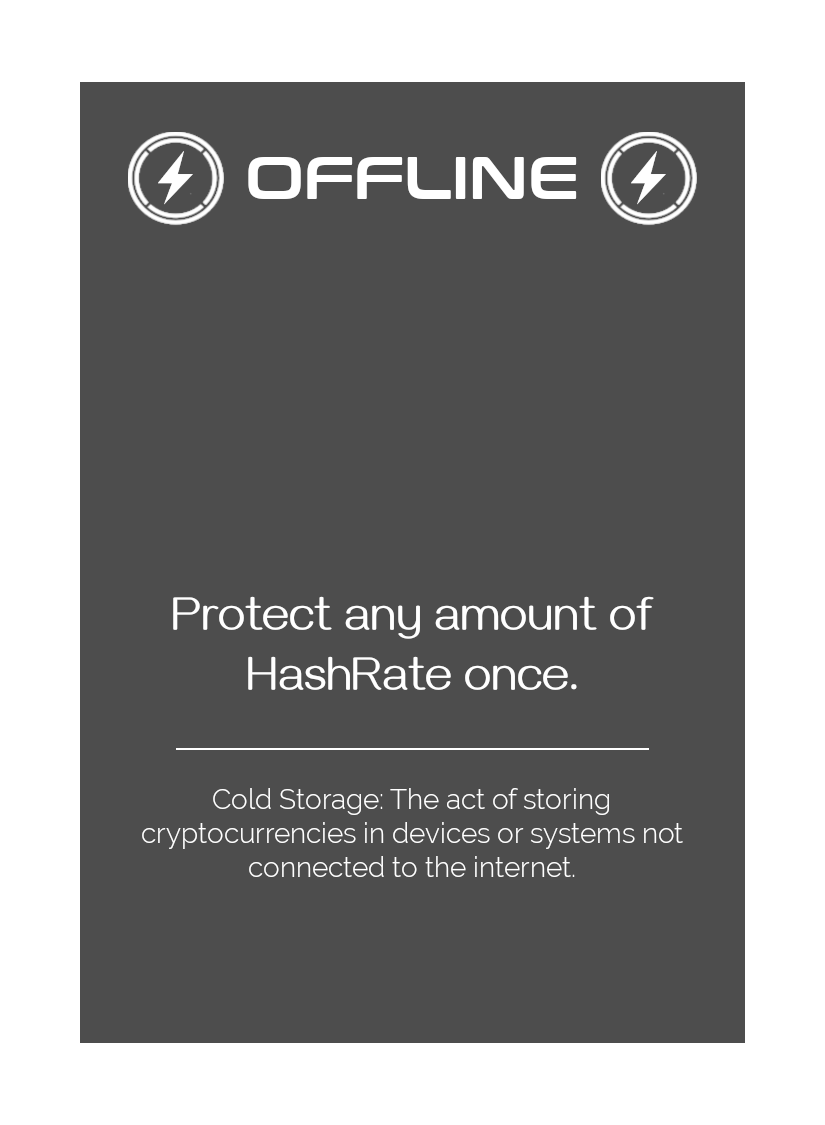 OFFLINE
Protect any amount of
HashRate once.
Cold Storage: The act of storing
cryptocurrencies in devices or systems not
connected to the internet.